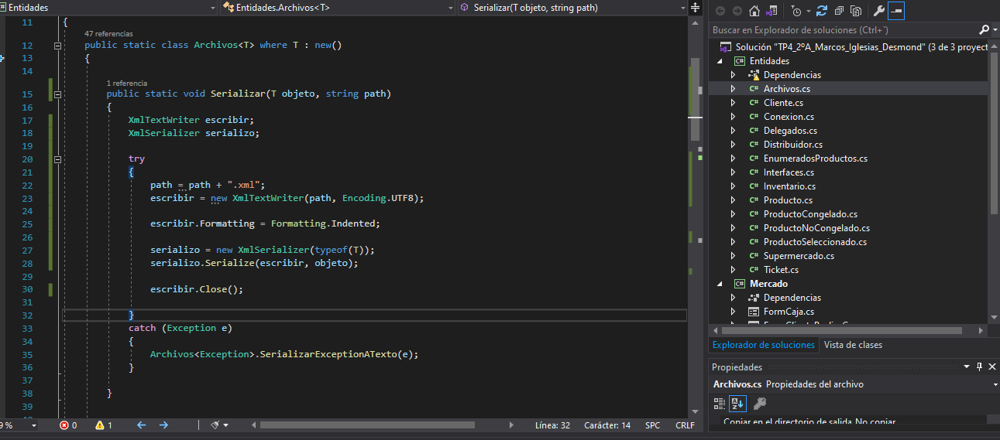 Entidades
Entidades.Archivos<T>
Serializar(T objeto, string path)
11 {
47 referencias
12 public static class Archivos<T> where T : new()
13 {
14
1 referencia
15 public static void Serializar(T objeto, string path)
16 {
17 XmlTextWriter escribir;
18 XmlSerializer serializo;
19
20 try
21 {
22 path = path + ".xml";
23 escribir = new XmlTextWriter(path, Encoding.UTF8);
24
25 escribir.Formatting = Formatting.Indented;
26
27 serializo = new XmlSerializer(typeof(T));
28 serializo.Serialize(escribir, objeto);
29
30 escribir.Close();
31
32 }
33 catch (Exception e)
34 {
35 Archivos<Exception>.SerializarExceptionATexto(e);
36 }
37
38 }
39
9 %
0
1
Línea: 32
Carácter: 14
SPC
CRLF
Buscar en Explorador de soluciones (Ctrl+¨)
Solución "TP4_2ºA_Marcos_Iglesias_Desmond" (3 de 3 proyect
C# Entidades
Dependencias
C# Archivos.cs
C# Cliente.cs
C# Conexion.cs
C# Delegados.cs
C# Distribuidor.cs
C# EnumeradosProductos.cs
C# Interfaces.cs
C# Inventario.cs
C# Producto.cs
C# ProductoCongelado.cs
C# ProductoNoCongelado.cs
C# ProductoSeleccionado.cs
C# Supermercado.cs
C# Ticket.cs
C# Mercado
Dependencias
FormCaja.cs
Explorador de soluciones
Vista de clases
Propiedades
Archivos.cs Propiedades del archivo
Copiar en el directorio de salida No copiar